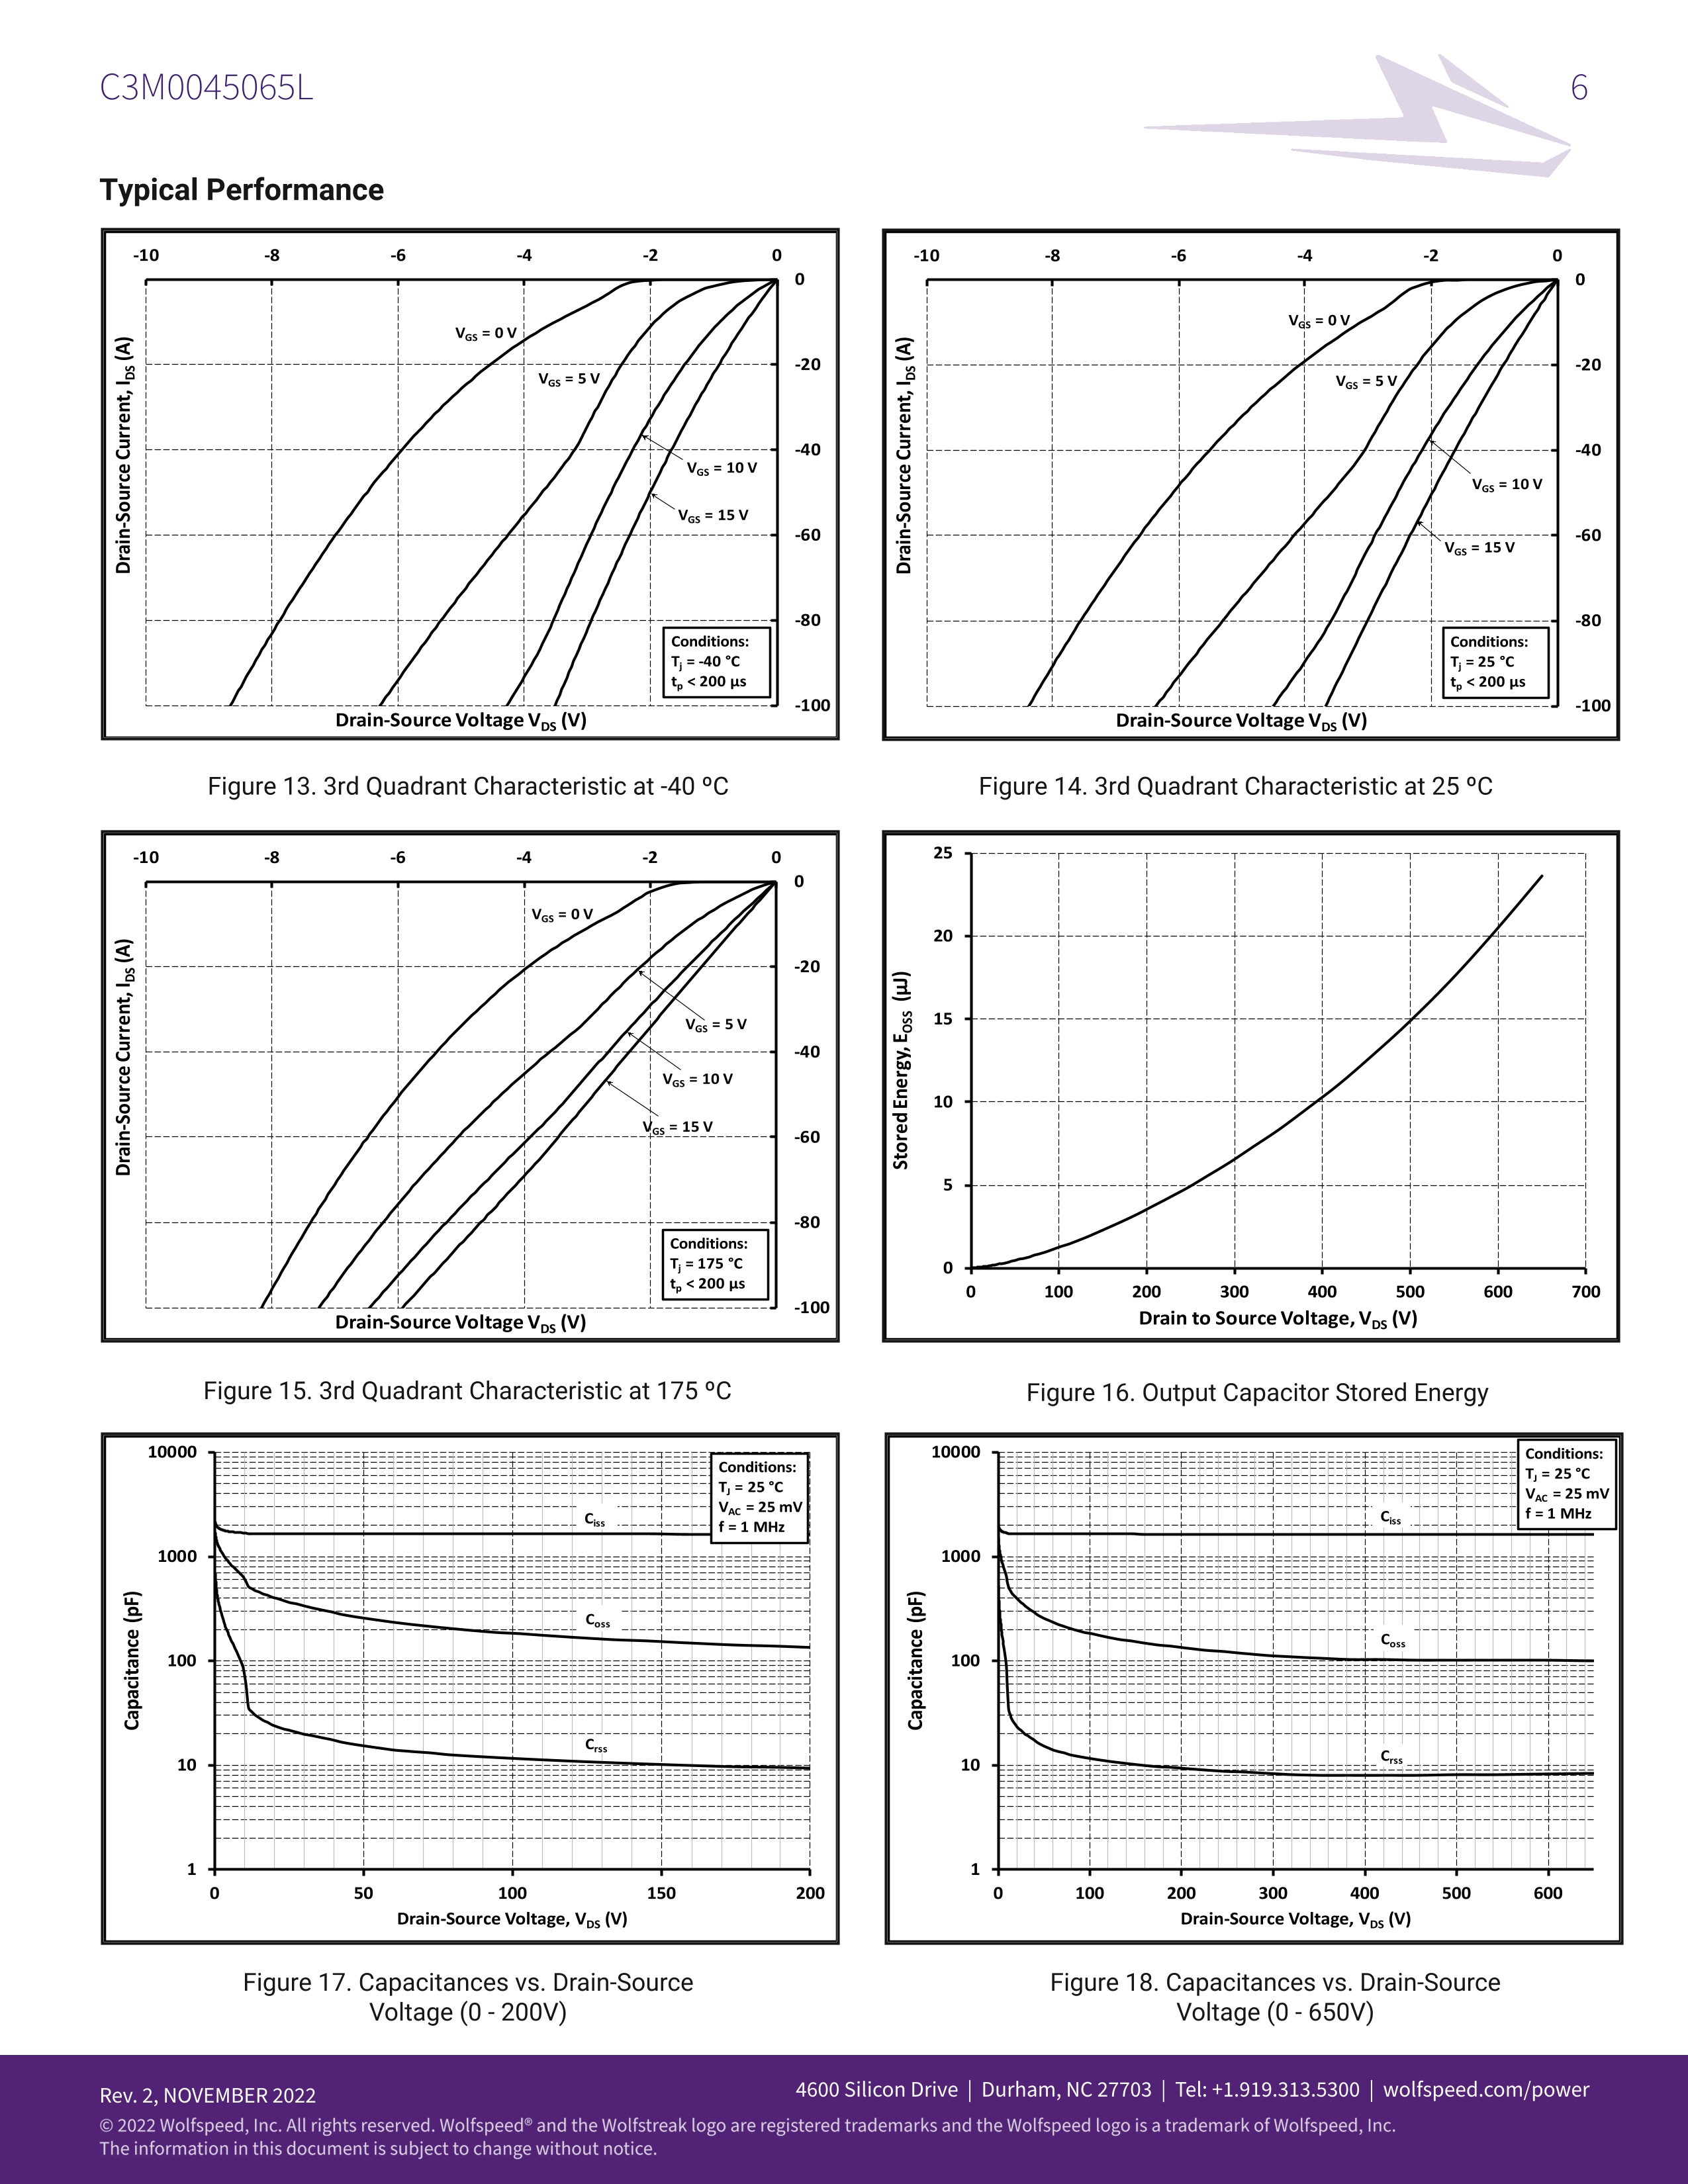 C3M0045065L
6
Typical Performance
-10 -8 -6 -4 -2 0
0
-20
-40
-60
-80
-100
Drain-Source Current, IDS (A)
VGS = 0 V
VGS = 5 V
VGS = 10 V
VGS = 15 V
Conditions:
Tj = -40 °C
tp < 200 µs
Drain-Source Voltage VDS (V)
Figure 13. 3rd Quadrant Characteristic at -40 ºC
-10 -8 -6 -4 -2 0
0
-20
-40
-60
-80
-100
Drain-Source Current, IDS (A)
VGS = 0 V
VGS = 5 V
VGS = 10 V
VGS = 15 V
Conditions:
Tj = 25 °C
tp < 200 µs
Drain-Source Voltage VDS (V)
Figure 14. 3rd Quadrant Characteristic at 25 ºC
-10 -8 -6 -4 -2 0
0
-20
-40
-60
-80
-100
Drain-Source Current, IDS (A)
VGS = 0 V
VGS = 5 V
VGS = 10 V
VGS = 15 V
Conditions:
Tj = 175 °C
tp < 200 µs
Drain-Source Voltage VDS (V)
Figure 15. 3rd Quadrant Characteristic at 175 ºC
25
20
15
10
5
0
Stored Energy, EOSS (µJ)
0 100 200 300 400 500 600 700
Drain to Source Voltage, VDS (V)
Figure 16. Output Capacitor Stored Energy
10000
1000
100
10
1
Capacitance (pF)
Ciss
Coss
Crss
Conditions:
TJ = 25 °C
VAC = 25 mV
f = 1 MHz
0 50 100 150 200
Drain-Source Voltage, VDS (V)
Figure 17. Capacitances vs. Drain-Source
Voltage (0 - 200V)
10000
1000
100
10
1
Capacitance (pF)
Ciss
Coss
Crss
Conditions:
TJ = 25 °C
VAC = 25 mV
f = 1 MHz
0 100 200 300 400 500 600
Drain-Source Voltage, VDS (V)
Figure 18. Capacitances vs. Drain-Source
Voltage (0 - 650V)
Rev. 2, NOVEMBER 2022
4600 Silicon Drive | Durham, NC 27703 | Tel: +1.919.313.5300 | wolfspeed.com/power
© 2022 Wolfspeed, Inc. All rights reserved. Wolfspeed® and the Wolfstreak logo are registered trademarks and the Wolfspeed logo is a trademark of Wolfspeed, Inc.
The information in this document is subject to change without notice.